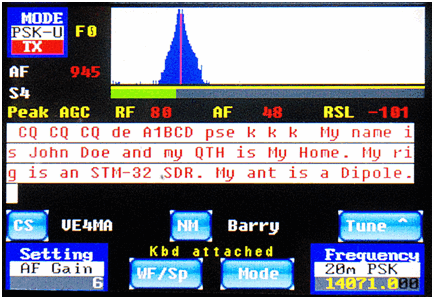 MODE
PSK-U F0
TX
AF 945
S4
Peak AGC RF 80 AF 48 RSL -101
CQ CQ CQ de A1BCD pse k k k My name i
s John Doe and my QTH is My Home. My ri
g is an STM-32 SDR. My ant is a Dipole.
CS VE4MA NM Barry Tune ^
Kbd attached
Setting WF/Sp Mode Frequency
AF Gain 20m PSK
6 14071.000